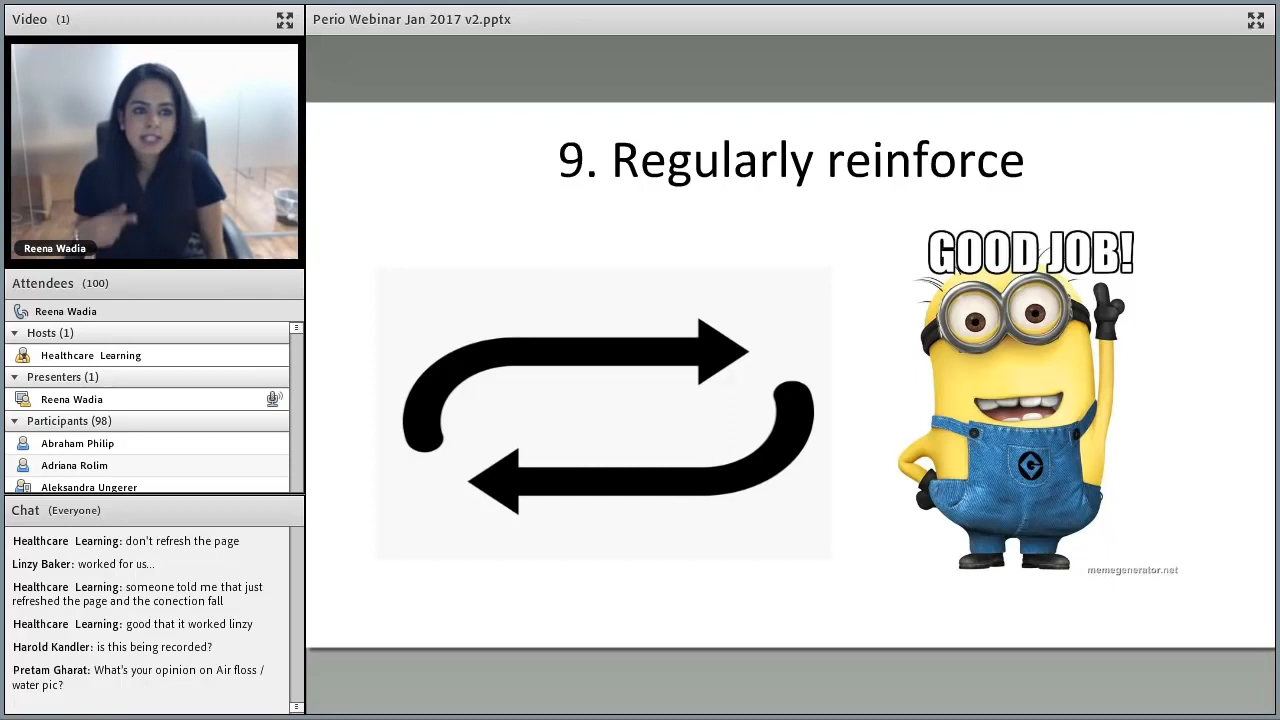 Video (1)
Perio Webinar Jan 2017 v2.pptx
Reena Wadia
Attendees (100)
Reena Wadia
Hosts (1)
Healthcare Learning
Presenters (1)
Reena Wadia
Participants (98)
Abraham Philip
Adriana Rolim
Aleksandra Ungerer
Chat (Everyone)
Healthcare Learning: don't refresh the page
Linzy Baker: worked for us...
Healthcare Learning: someone told me that just
refreshed the page and the conection fall
Healthcare Learning: good that it worked linzy
Harold Kandler: is this being recorded?
Pretam Gharat: What's your opinion on Air floss /
water pic?
9. Regularly reinforce
GOOD JOB!
memegenerator.net